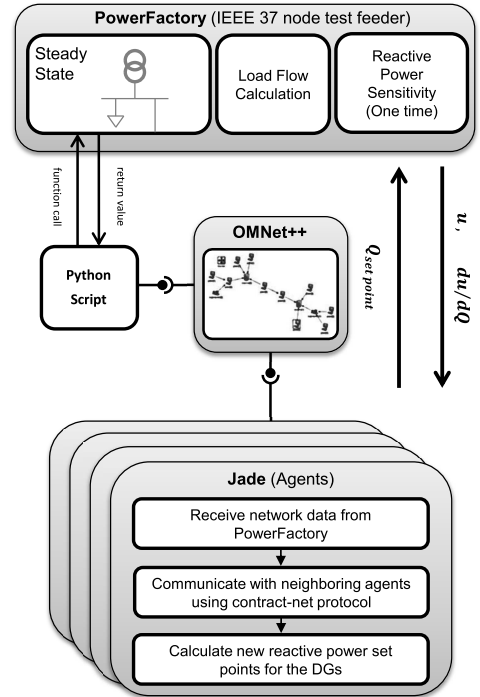 PowerFactory (IEEE 37 node test feeder)
Steady
State
Load Flow
Calculation
Reactive
Power
Sensitivity
(One time)
function call
return value
Python
Script
OMNet++
Qset point
u, du/dQ
Jade (Agents)
Receive network data from
PowerFactory
Communicate with neighboring agents
using contract-net protocol
Calculate new reactive power set
points for the DGs